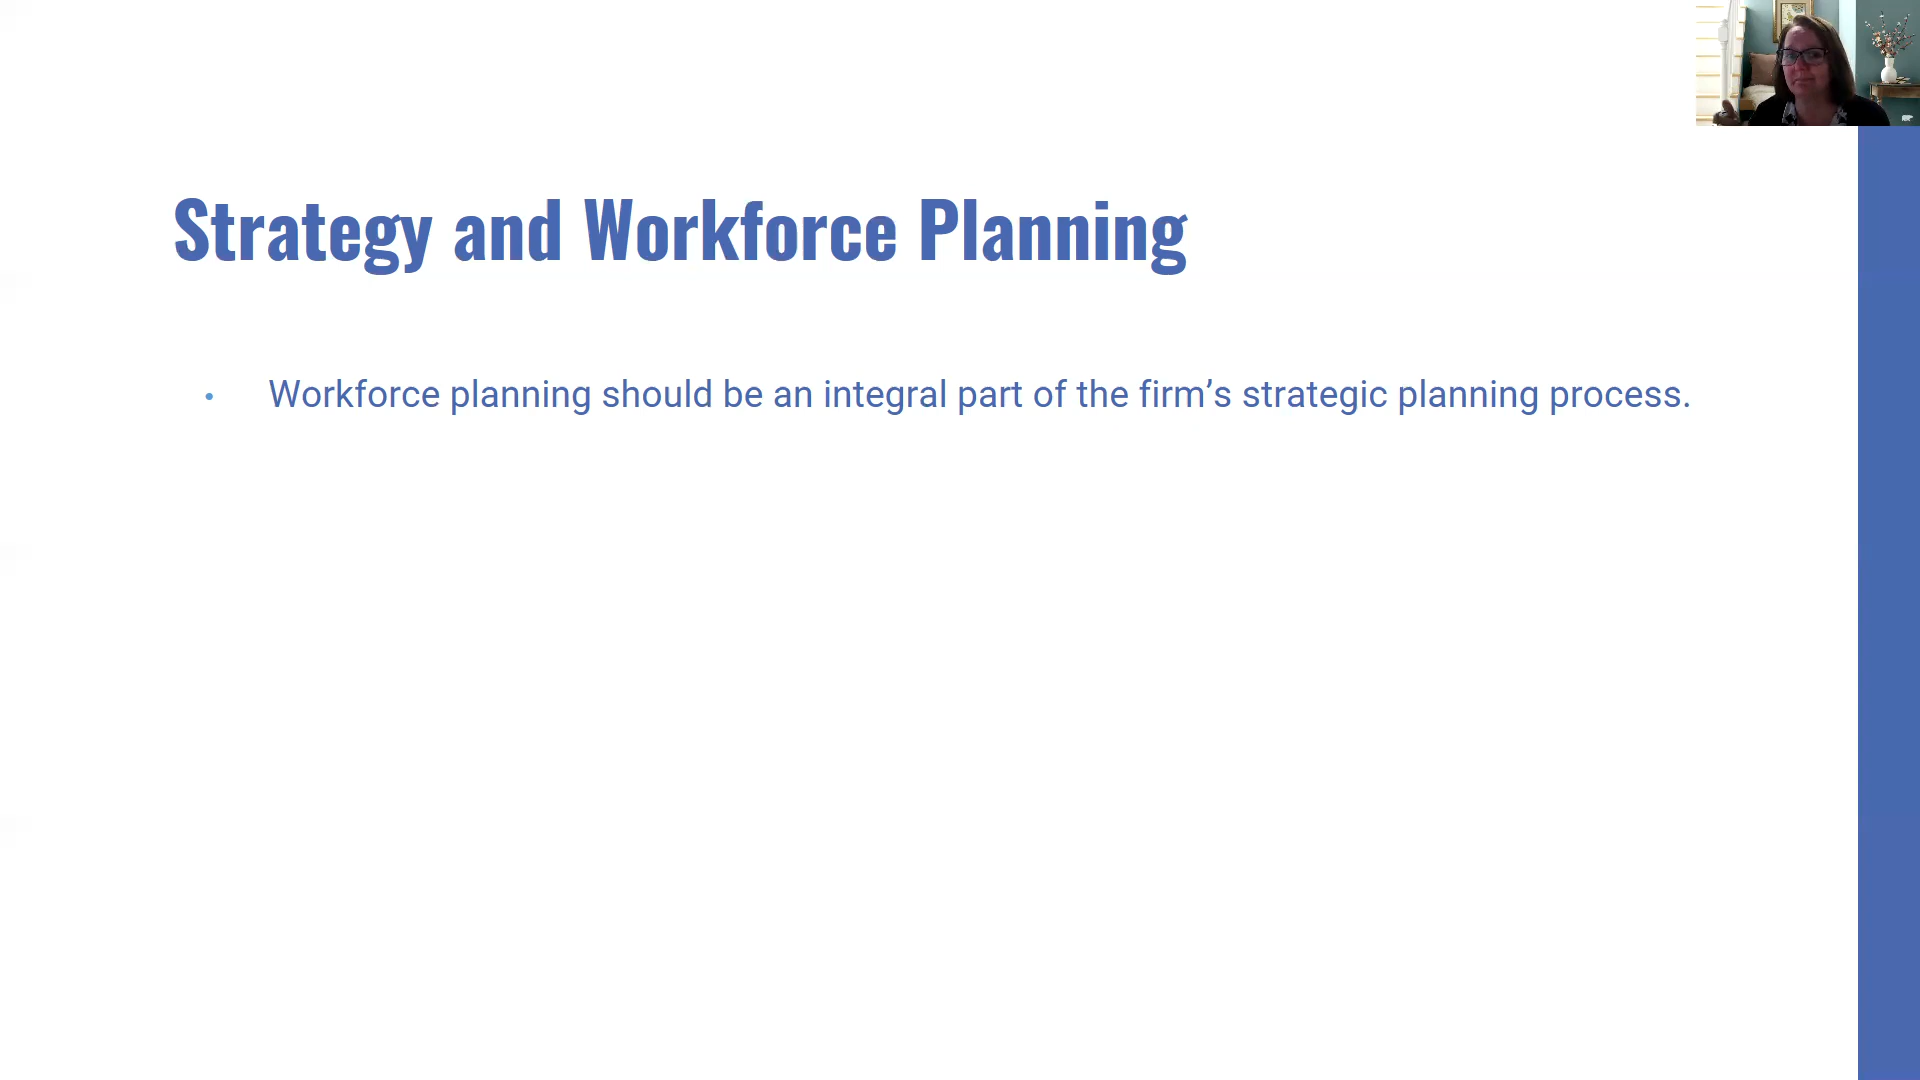 Strategy and Workforce Planning
• Workforce planning should be an integral part of the firm’s strategic planning process.